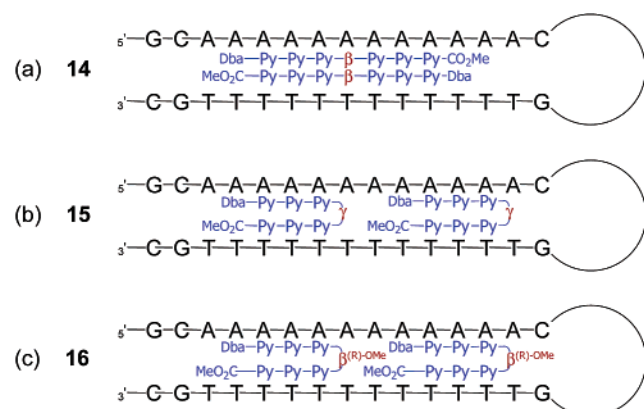 5' G-C-A-A-A-A-A-A-A-A-A-A-A-A-C
Dba-Py-Py-Py-β-Py-Py-Py-CO₂Me
(a) 14
MeO₂C-Py-Py-Py-β-Py-Py-Py-Dba
3' C-G-T-T-T-T-T-T-T-T-T-T-T-T-G
5' G-C-A-A-A-A-A-A-A-A-A-A-A-A-C
Dba-Py-Py-Py Dba-Py-Py-Py
(b) 15 γ γ
MeO₂C-Py-Py-Py MeO₂C-Py-Py-Py
3' C-G-T-T-T-T-T-T-T-T-T-T-T-T-G
5' G-C-A-A-A-A-A-A-A-A-A-A-A-A-C
Dba-Py-Py-Py Dba-Py-Py-Py
(c) 16 β(R)-OMe β(R)-OMe
MeO₂C-Py-Py-Py MeO₂C-Py-Py-Py
3' C-G-T-T-T-T-T-T-T-T-T-T-T-T-G